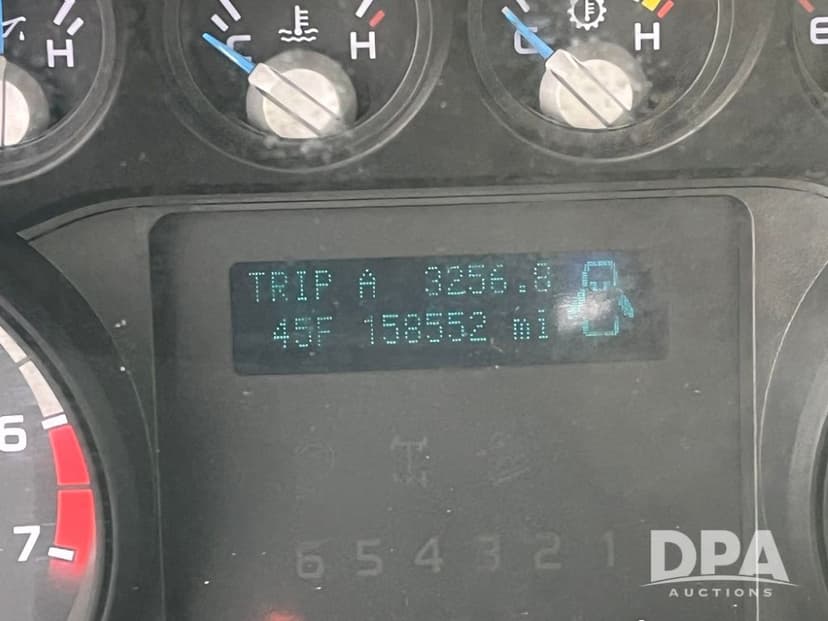 H
C
H
C
H
E
TRIP A 3256.8
45F 158552 mi
6
7
6 5 4 3 2 1
DPA
AUCTIONS